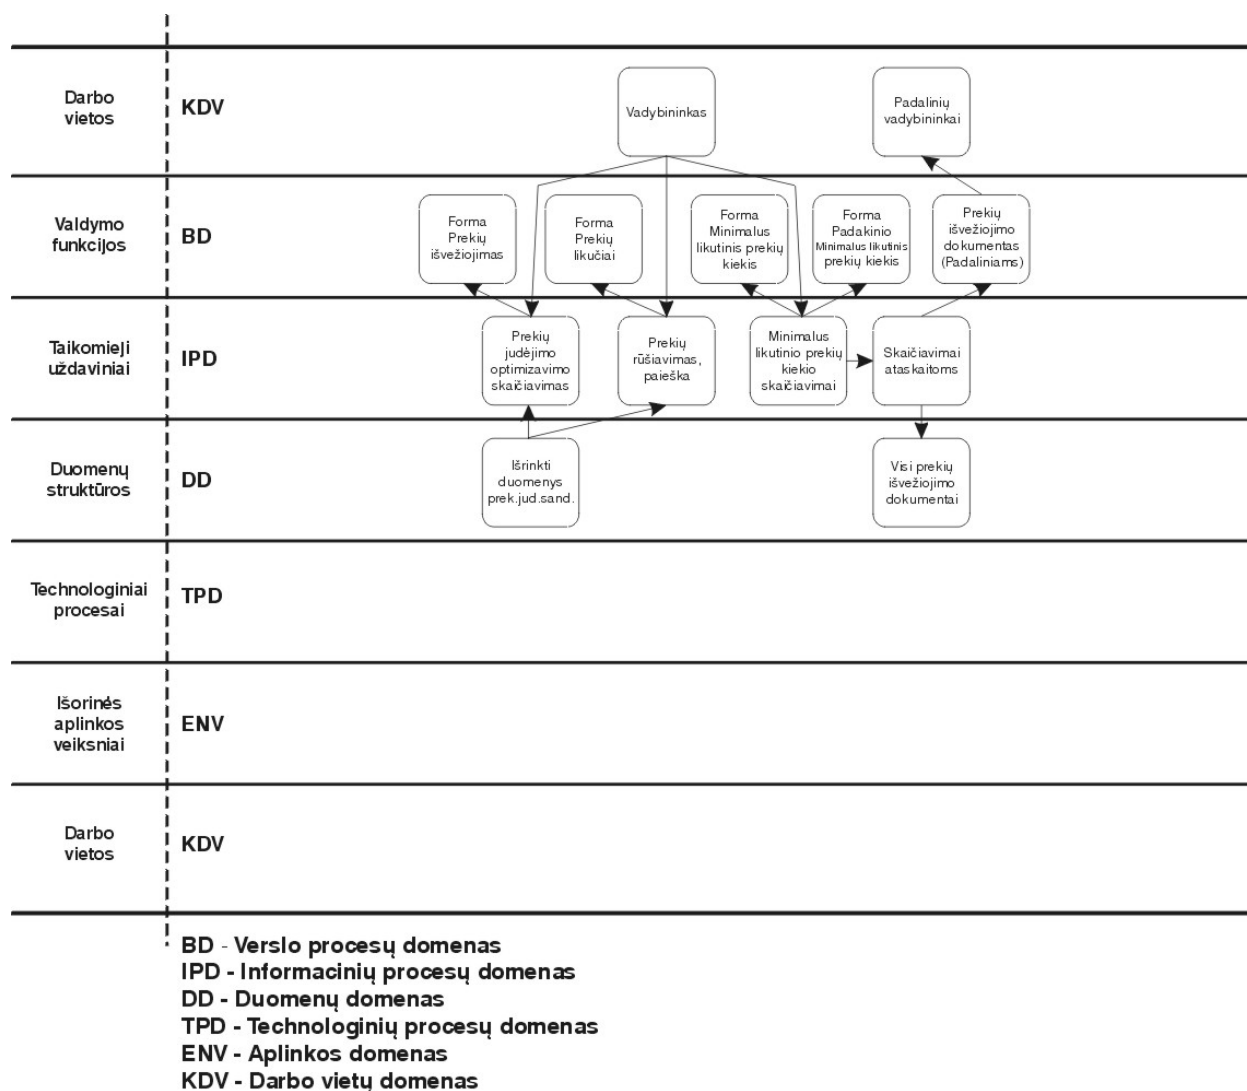 Darbo
vietos
KDV
Vadybininkas
Padalinių
vadybininkai
Valdymo
funkcijos
BD
Forma
Prekių
išvežiojimas
Forma
Prekių
likučiai
Forma
Minimalus
likutinis prekių
kiekis
Forma
Padakinio
Minimalus likutinis
prekių kiekis
Prekių
išvežiojimo
dokumentas
(Padaliniams)
Taikomieji
uždaviniai
IPD
Prekių
judėjimo
optimizavimo
skaičiavimas
Prekių
rūšiavimas,
paieška
Minimalus
likutinio prekių
kiekio
skaičiavimai
Skaičiavimai
ataskaitoms
Duomenų
struktūros
DD
Išrinkti
duomenys
prek.jud.sand.
Visi prekių
išvežiojimo
dokumentai
Technologiniai
procesai
TPD
Išorinės
aplinkos
veiksniai
ENV
Darbo
vietos
KDV
BD - Verslo procesų domenas
IPD - Informacinių procesų domenas
DD - Duomenų domenas
TPD - Technologinių procesų domenas
ENV - Aplinkos domenas
KDV - Darbo vietų domenas